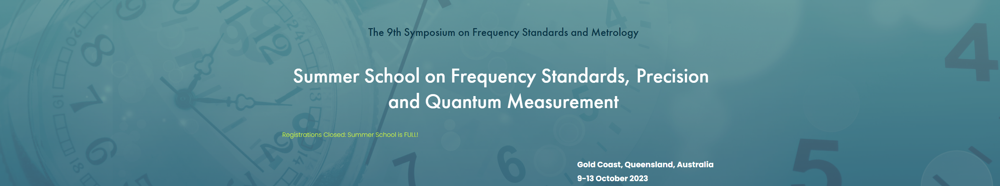 The 9th Symposium on Frequency Standards and Metrology
Summer School on Frequency Standards, Precision
and Quantum Measurement
Registrations Closed: Summer School is FULL!
Gold Coast, Queensland, Australia
9-13 October 2023